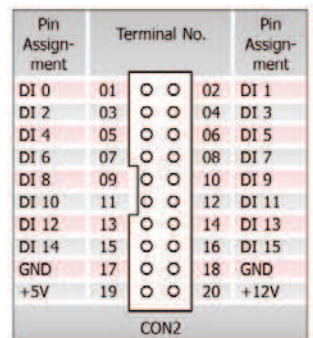 Pin Assign-ment Terminal No. Pin Assign-ment
DI 0 01 02 DI 1
DI 2 03 04 DI 3
DI 4 05 06 DI 5
DI 6 07 08 DI 7
DI 8 09 10 DI 9
DI 10 11 12 DI 11
DI 12 13 14 DI 13
DI 14 15 16 DI 15
GND 17 18 GND
+5V 19 20 +12V
CON2